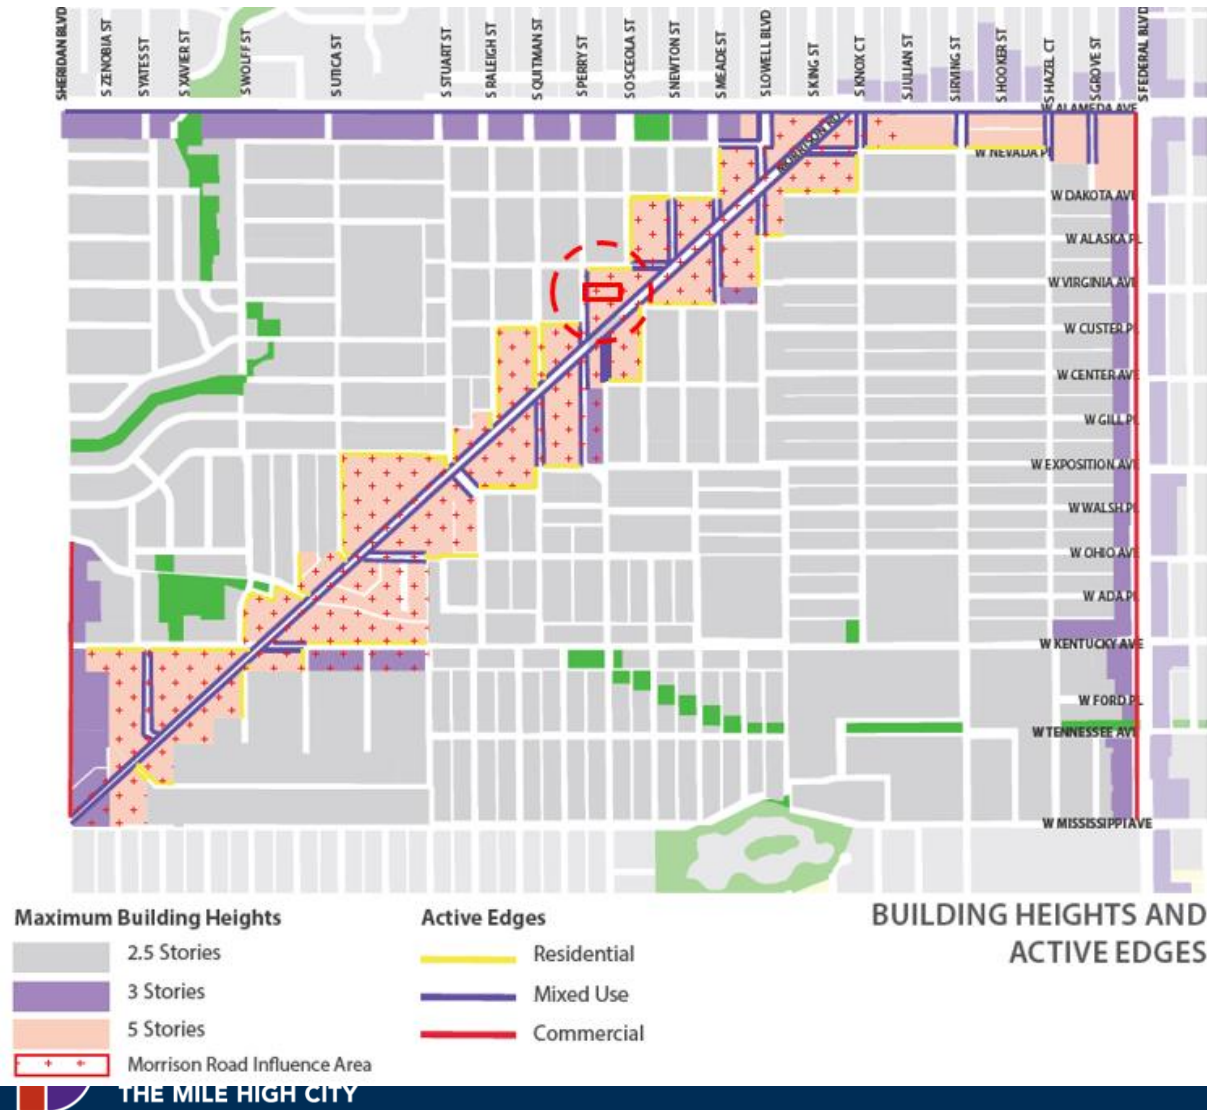 SHERIDAN BLVD
S ZENOBIA ST
S YATES ST
S XAVIER ST
S WOLFF ST
S UTICA ST
S STUART ST
S RALEIGH ST
S QUITMAN ST
S PERRY ST
S OSCEOLA ST
S NEWTON ST
S MEADE ST
S LOWELL BLVD
S KING ST
S KNOX CT
S JULIAN ST
S IRVING ST
S HOOKER ST
S HAZEL CT
S GROVE ST
S FEDERAL BLVD
W ALAMEDA AVE
MORRISON RD
W NEVADA PL
W DAKOTA AVE
W ALASKA PL
W VIRGINIA AVE
W CUSTER PL
W CENTER AVE
W GILL PL
W EXPOSITION AVE
W WALSH PL
W OHIO AVE
W ADA PL
W KENTUCKY AVE
W FORD PL
W TENNESSEE AVE
W MISSISSIPPI AVE
Maximum Building Heights
2.5 Stories
3 Stories
5 Stories
Morrison Road Influence Area
Active Edges
Residential
Mixed Use
Commercial
BUILDING HEIGHTS AND
ACTIVE EDGES
THE MILE HIGH CITY